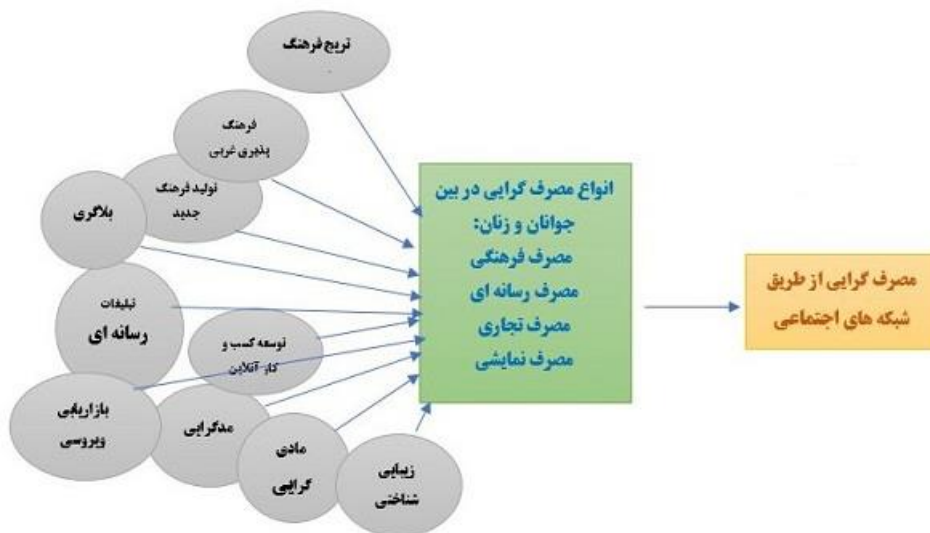 تریج فرهنگ
فرهنگ
پذیری غربی
تولید فرهنگ
جدید
بلاگری
تبلیغات
رسانه ای
توسعه کسب و
کار آنلاین
بازاریابی
ویروسی
مدگرایی
مادی
گرایی
زیبایی
شناختی
انواع مصرف گرایی در بین
جوانان و زنان:
مصرف فرهنگی
مصرف رسانه ای
مصرف تجاری
مصرف نمایشی
مصرف گرایی از طریق
شبکه های اجتماعی